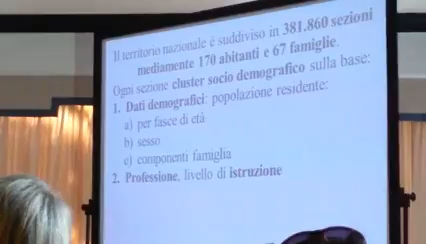 Il territorio nazionale è suddiviso in 381.860 sezioni
mediamente 170 abitanti e 67 famiglie.
Ogni sezione cluster socio demografico sulla base:
1. Dati demografici: popolazione residente:
a) per fasce di età
b) sesso
c) componenti famiglia
2. Professione, livello di istruzione